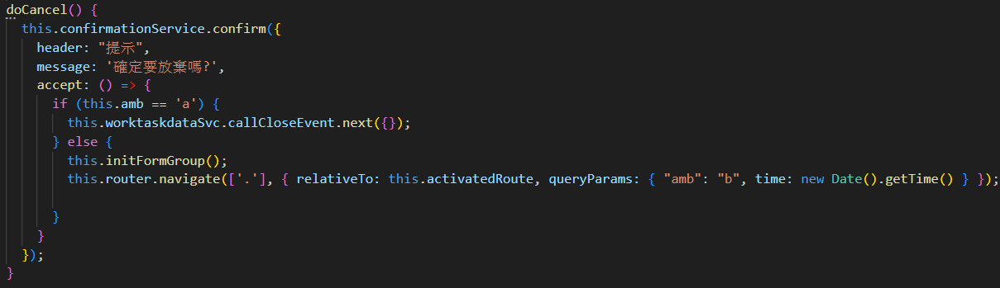 doCancel() {
this.confirmationService.confirm({
header: "提示",
message: '確定要放棄嗎?',
accept: () => {
if (this.amb == 'a') {
this.worktaskdataSvc.callCloseEvent.next({});
} else {
this.initFormGroup();
this.router.navigate(['.'], { relativeTo: this.activatedRoute, queryParams: { "amb": "b", time: new Date().getTime() } });
}
}
});
}